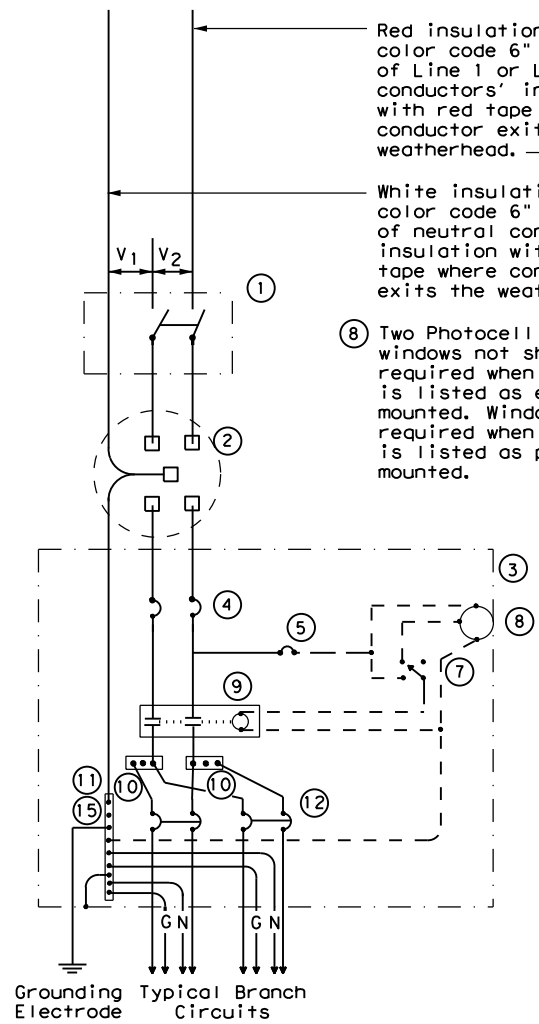 Red insulation
color code 6"
of Line 1 or L
conductors' in
with red tape
conductor exit
weatherhead.
White insulati
color code 6"
of neutral con
insulation wit
tape where con
exits the weat
V1
V2
1
8 Two Photocell
windows not sh
required when
is listed as e
mounted. Windo
required when
is listed as p
mounted.
2
3
4
5
8
7
9
11
10
10
12
15
G N
G N
Grounding Electrode
Typical Branch Circuits